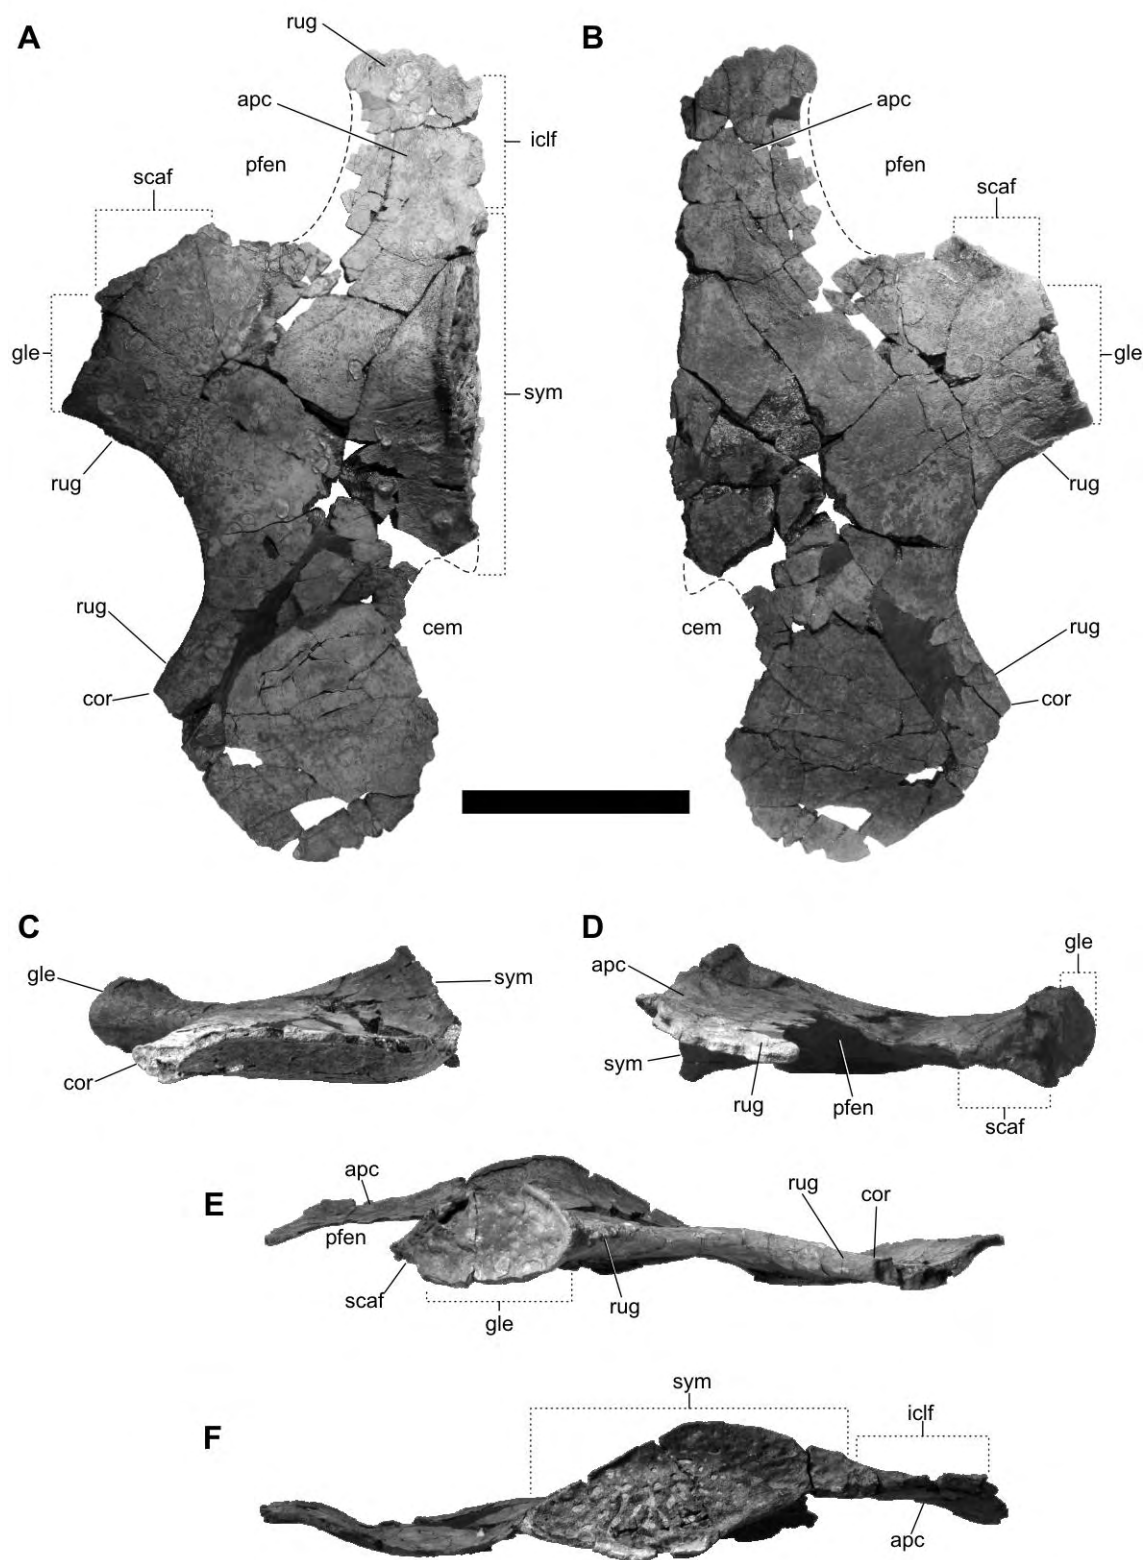 A
rug
B
apc
apc
iclf
pfen
pfen
scaf
scaf
gle
gle
sym
rug
rug
rug
rug
cem
cem
cor
cor
C
D
gle
gle
apc
sym
sym
cor
rug
pfen
scaf
apc
rug
cor
E
pfen
scaf
rug
gle
sym
iclf
F
apc